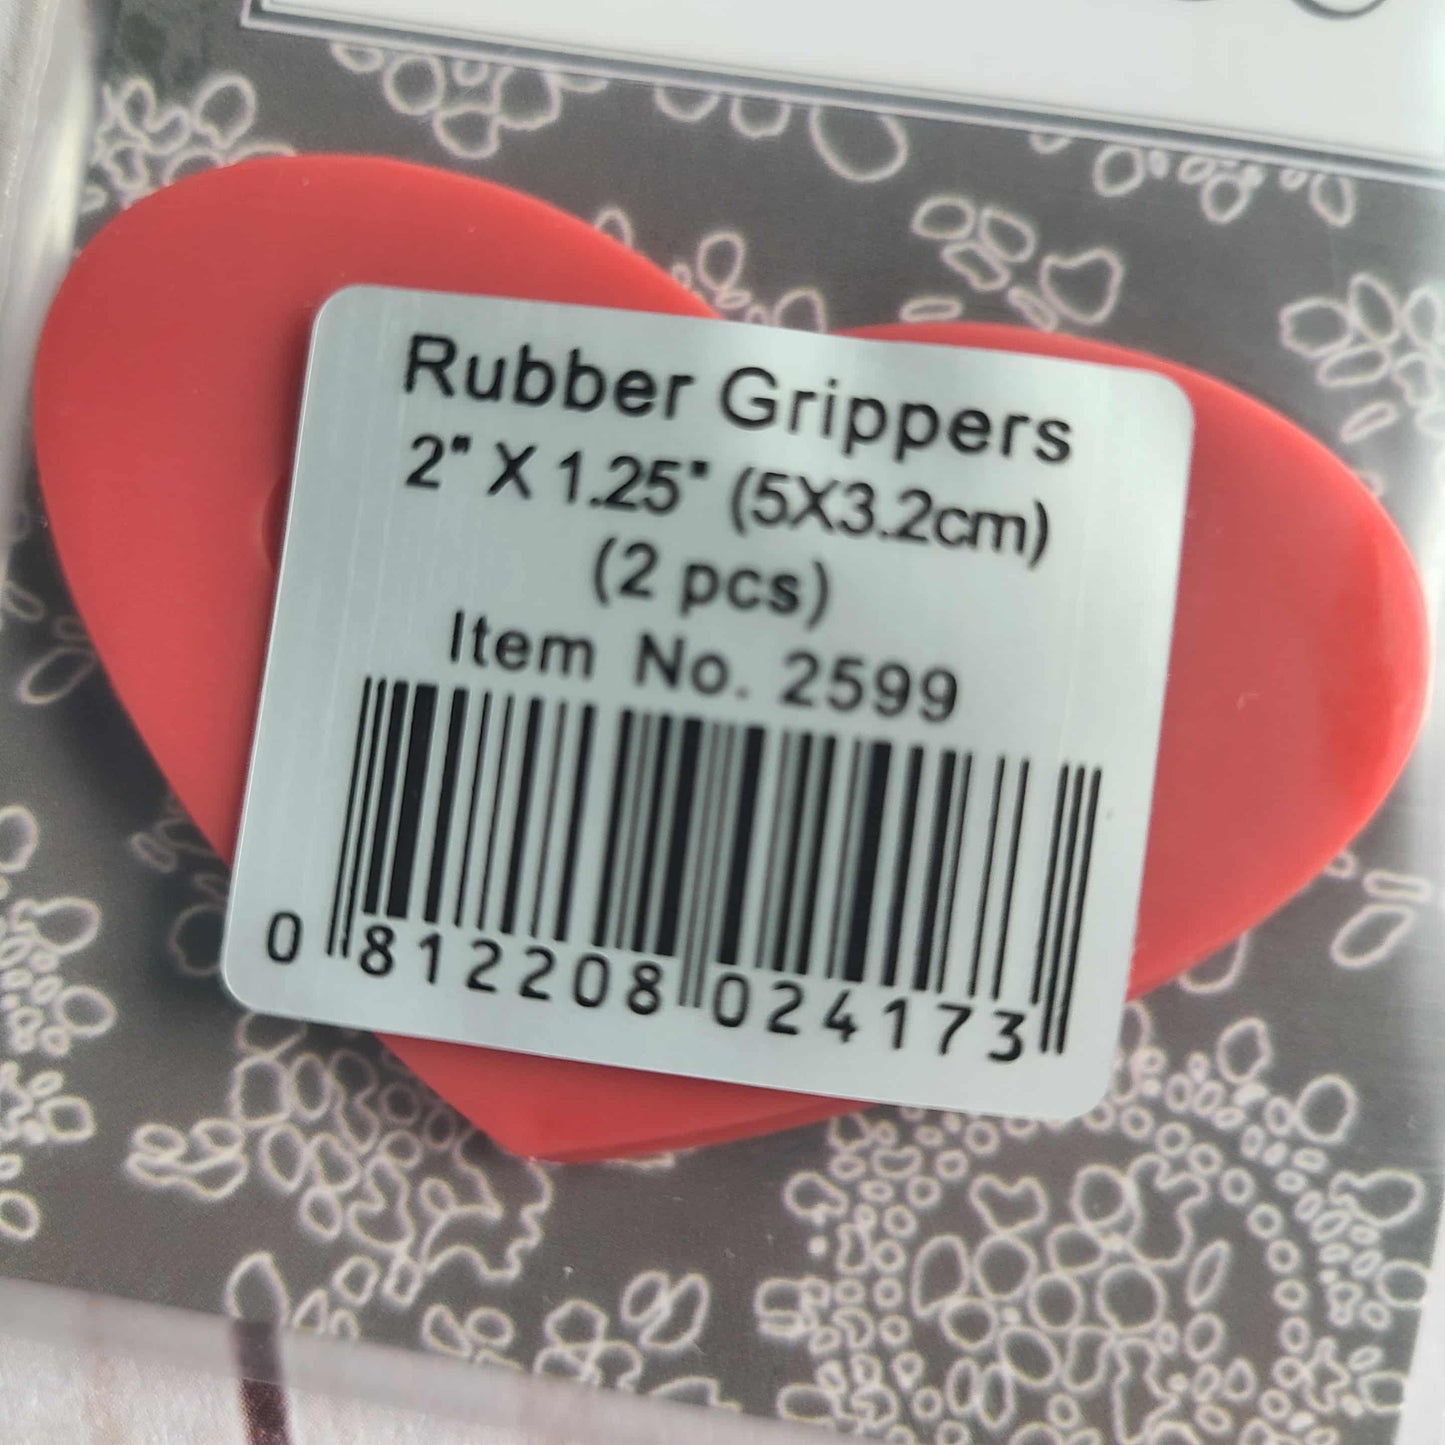 Rubber Grippers
2" X 1.25" (5X3.2cm)
(2 pcs)
Item No. 2599
0 812208 024173